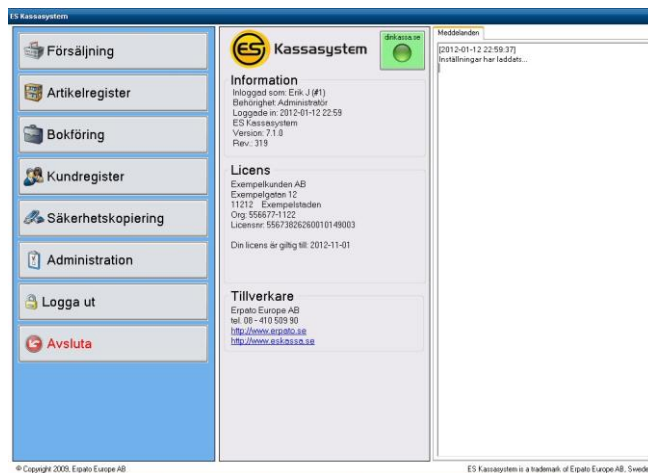 ES Kassasystem
Försäljning
Artikelregister
Bokföring
Kundregister
Säkerhetskopiering
Administration
Logga ut
Avsluta
ES Kassasystem
dinkassa.se
Information
Inloggad som: Erik J (#1)
Behörighet: Administratör
Loggade in: 2012-01-12 22:59
ES Kassasystem
Version: 7.1.0
Rev.: 319
Licens
Exempelkunden AB
Exempelgatan 12
11212 Exempelstaden
Org: 556677-1122
Licensnr: 55673826260010149003
Din licens är giltig till: 2012-11-01
Tillverkare
Erpato Europe AB
tel. 08 - 410 509 90
http://www.erpato.se
http://www.eskassa.se
Meddelanden
[2012-01-12 22:59:37]
Inställningar har laddats...
© Copyright 2009, Erpato Europe AB
ES Kassasystem is a trademark of Erpato Europe AB, Swede